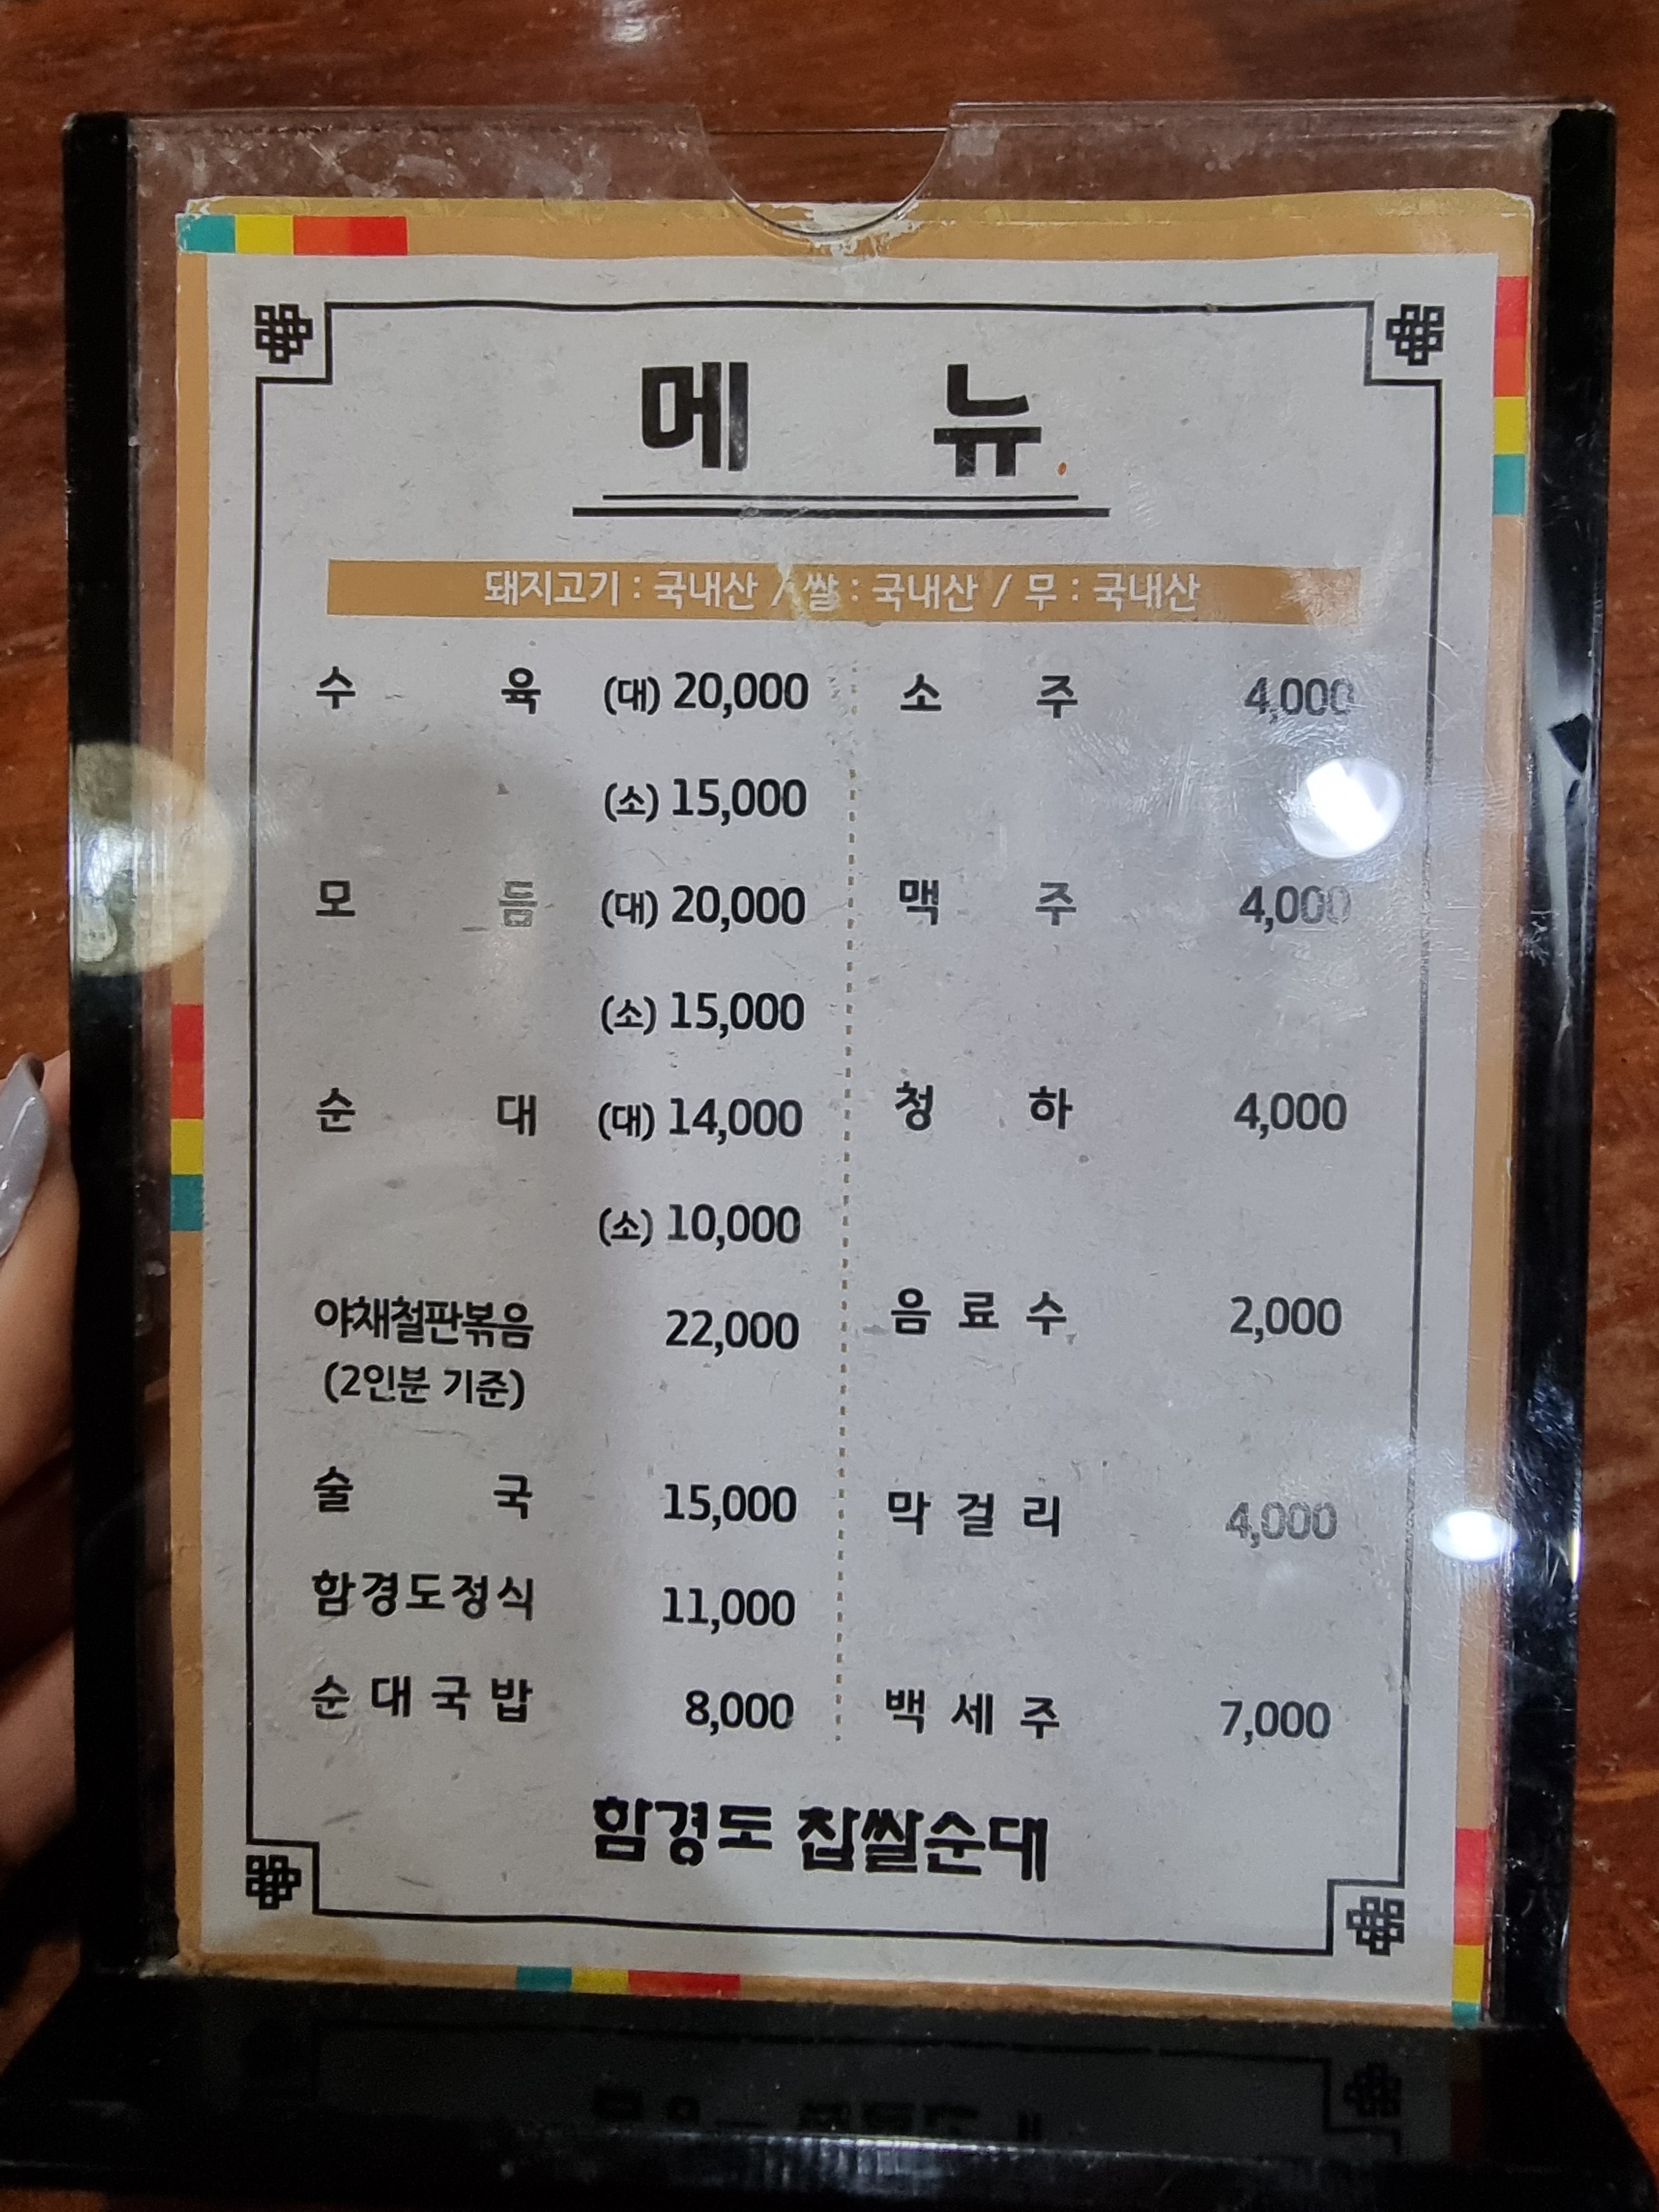 메 뉴
돼지고기 : 국내산 / 쌀 : 국내산 / 무 : 국내산
수 육 (대) 20,000
(소) 15,000
모 듬 (대) 20,000
(소) 15,000
순 대 (대) 14,000
(소) 10,000
야채철판볶음 22,000
(2인분 기준)
술 국 15,000
함경도정식 11,000
순대국밥 8,000
소 주 4,000
맥 주 4,000
청 하 4,000
음 료 수 2,000
막 걸 리 4,000
백 세 주 7,000
함경도 찹쌀순대